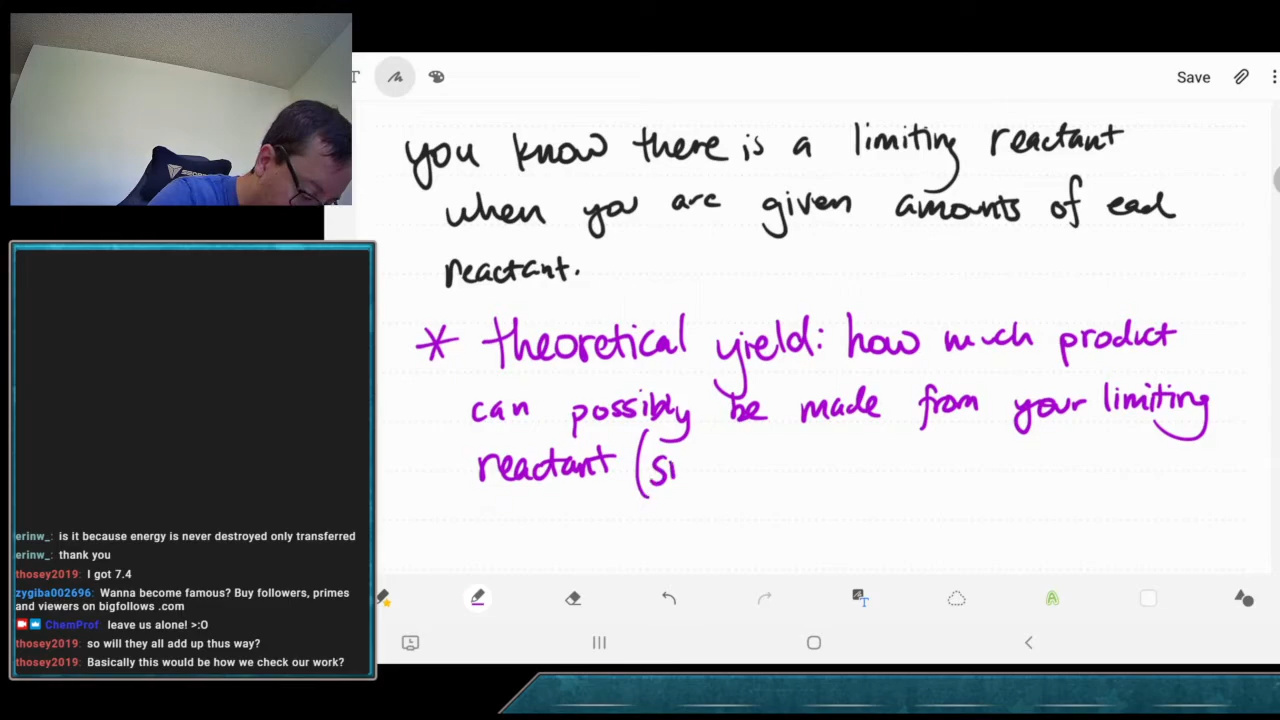 T
Save
you know there is a limiting reactant
when you are given amounts of each
reactant.
* theoretical yield: how much product
can possibly be made from your limiting
reactant (si
erinw_: is it because energy is never destroyed only transferred
erinw_: thank you
thosey2019: I got 7.4
zygiba002696: Wanna become famous? Buy followers, primes
and viewers on bigfollows .com
ChemProf: leave us alone! >:O
thosey2019: so will they all add up thus way?
thosey2019: Basically this would be how we check our work?
T
A